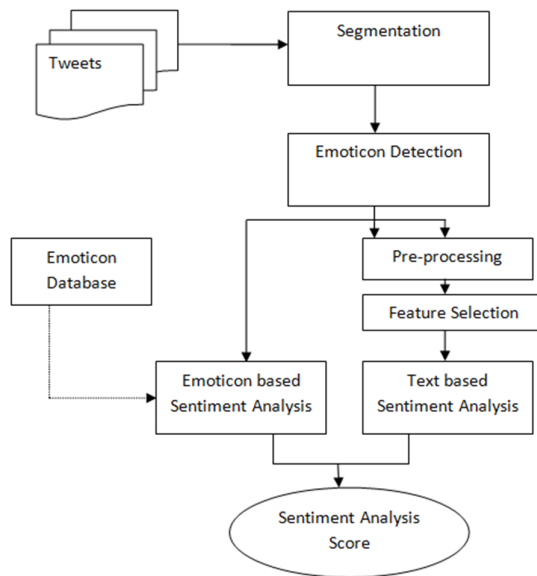 Tweets
Segmentation
Emoticon Detection
Emoticon
Database
Pre-processing
Feature Selection
Emoticon based
Sentiment Analysis
Text based
Sentiment Analysis
Sentiment Analysis
Score